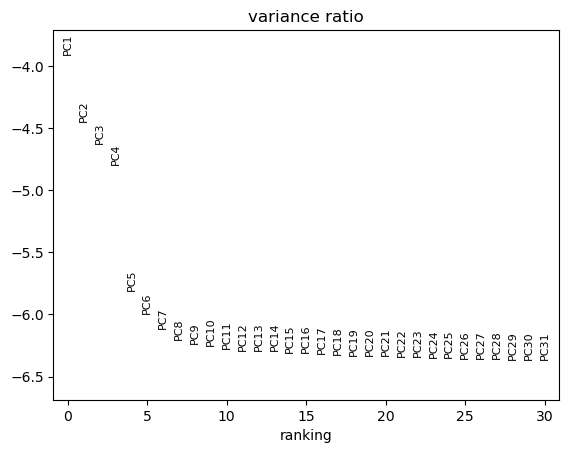 variance ratio
−4.0
−4.5
−5.0
−5.5
−6.0
−6.5
PC1
PC2
PC3
PC4
PC5
PC6
PC7
PC8
PC9
PC10
PC11
PC12
PC13
PC14
PC15
PC16
PC17
PC18
PC19
PC20
PC21
PC22
PC23
PC24
PC25
PC26
PC27
PC28
PC29
PC30
PC31
0 5 10 15 20 25 30
ranking